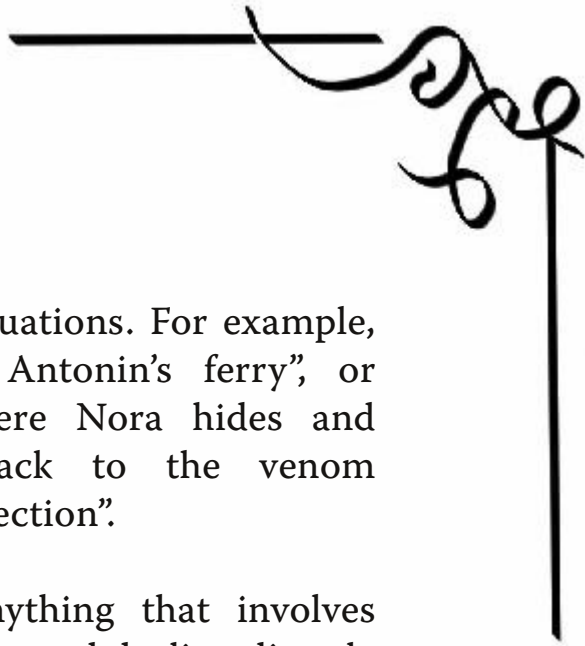 uations. For example,
Antonin’s ferry”, or
ere Nora hides and
ack to the venom
ection”.
nything that involves